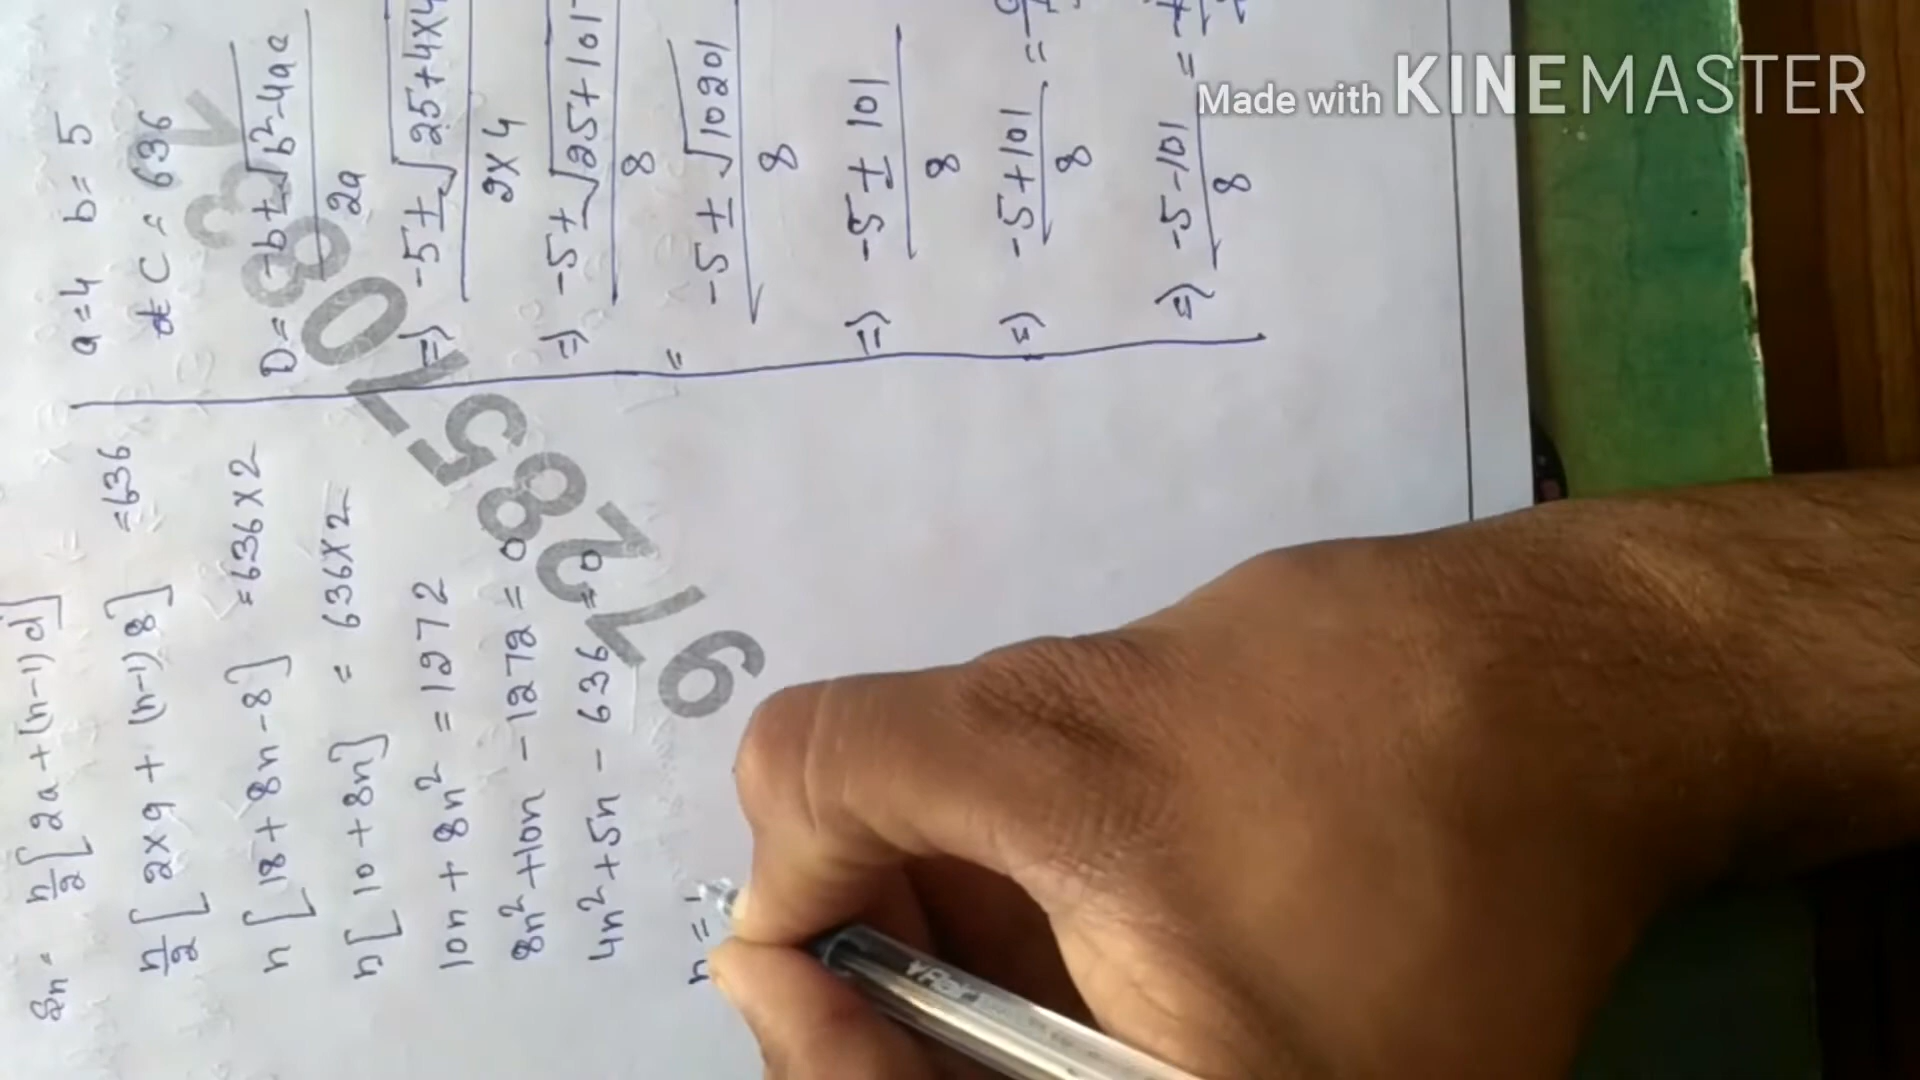 Sn = n/2 [2a + (n-1) d]
n/2 [2×9 + (n-1) 8] = 636
n [18 + 8n - 8] = 636×2
n [10 + 8n] = 636×2
10n + 8n² = 1272
8n² + 10n - 1272 = 0
4n² + 5n - 636 = 0
n =
a = 4 b = 5
C = 636
D = -b ± √b²-4ac / 2a
=) -5 ± √25+4×4 / 2×4
=) -5 ± √25+101 / 8
= -5 ± √10201 / 8
=) -5 ± 101 / 8
=) -5+101 / 8 =
=) -5-101 / 8 =
9728570837
Made with KINEMASTER